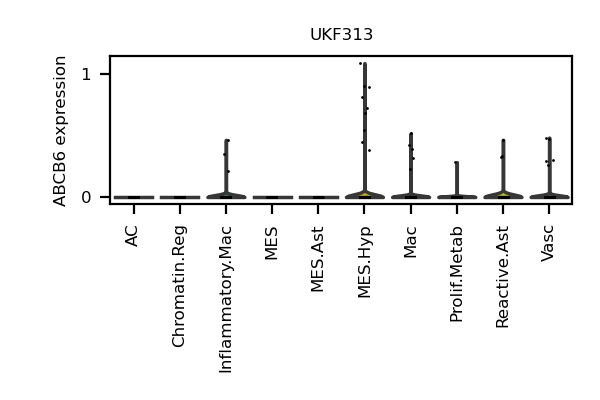 UKF313
ABCB6 expression
1
0
AC
Chromatin.Reg
Inflammatory.Mac
MES
MES.Ast
MES.Hyp
Mac
Prolif.Metab
Reactive.Ast
Vasc